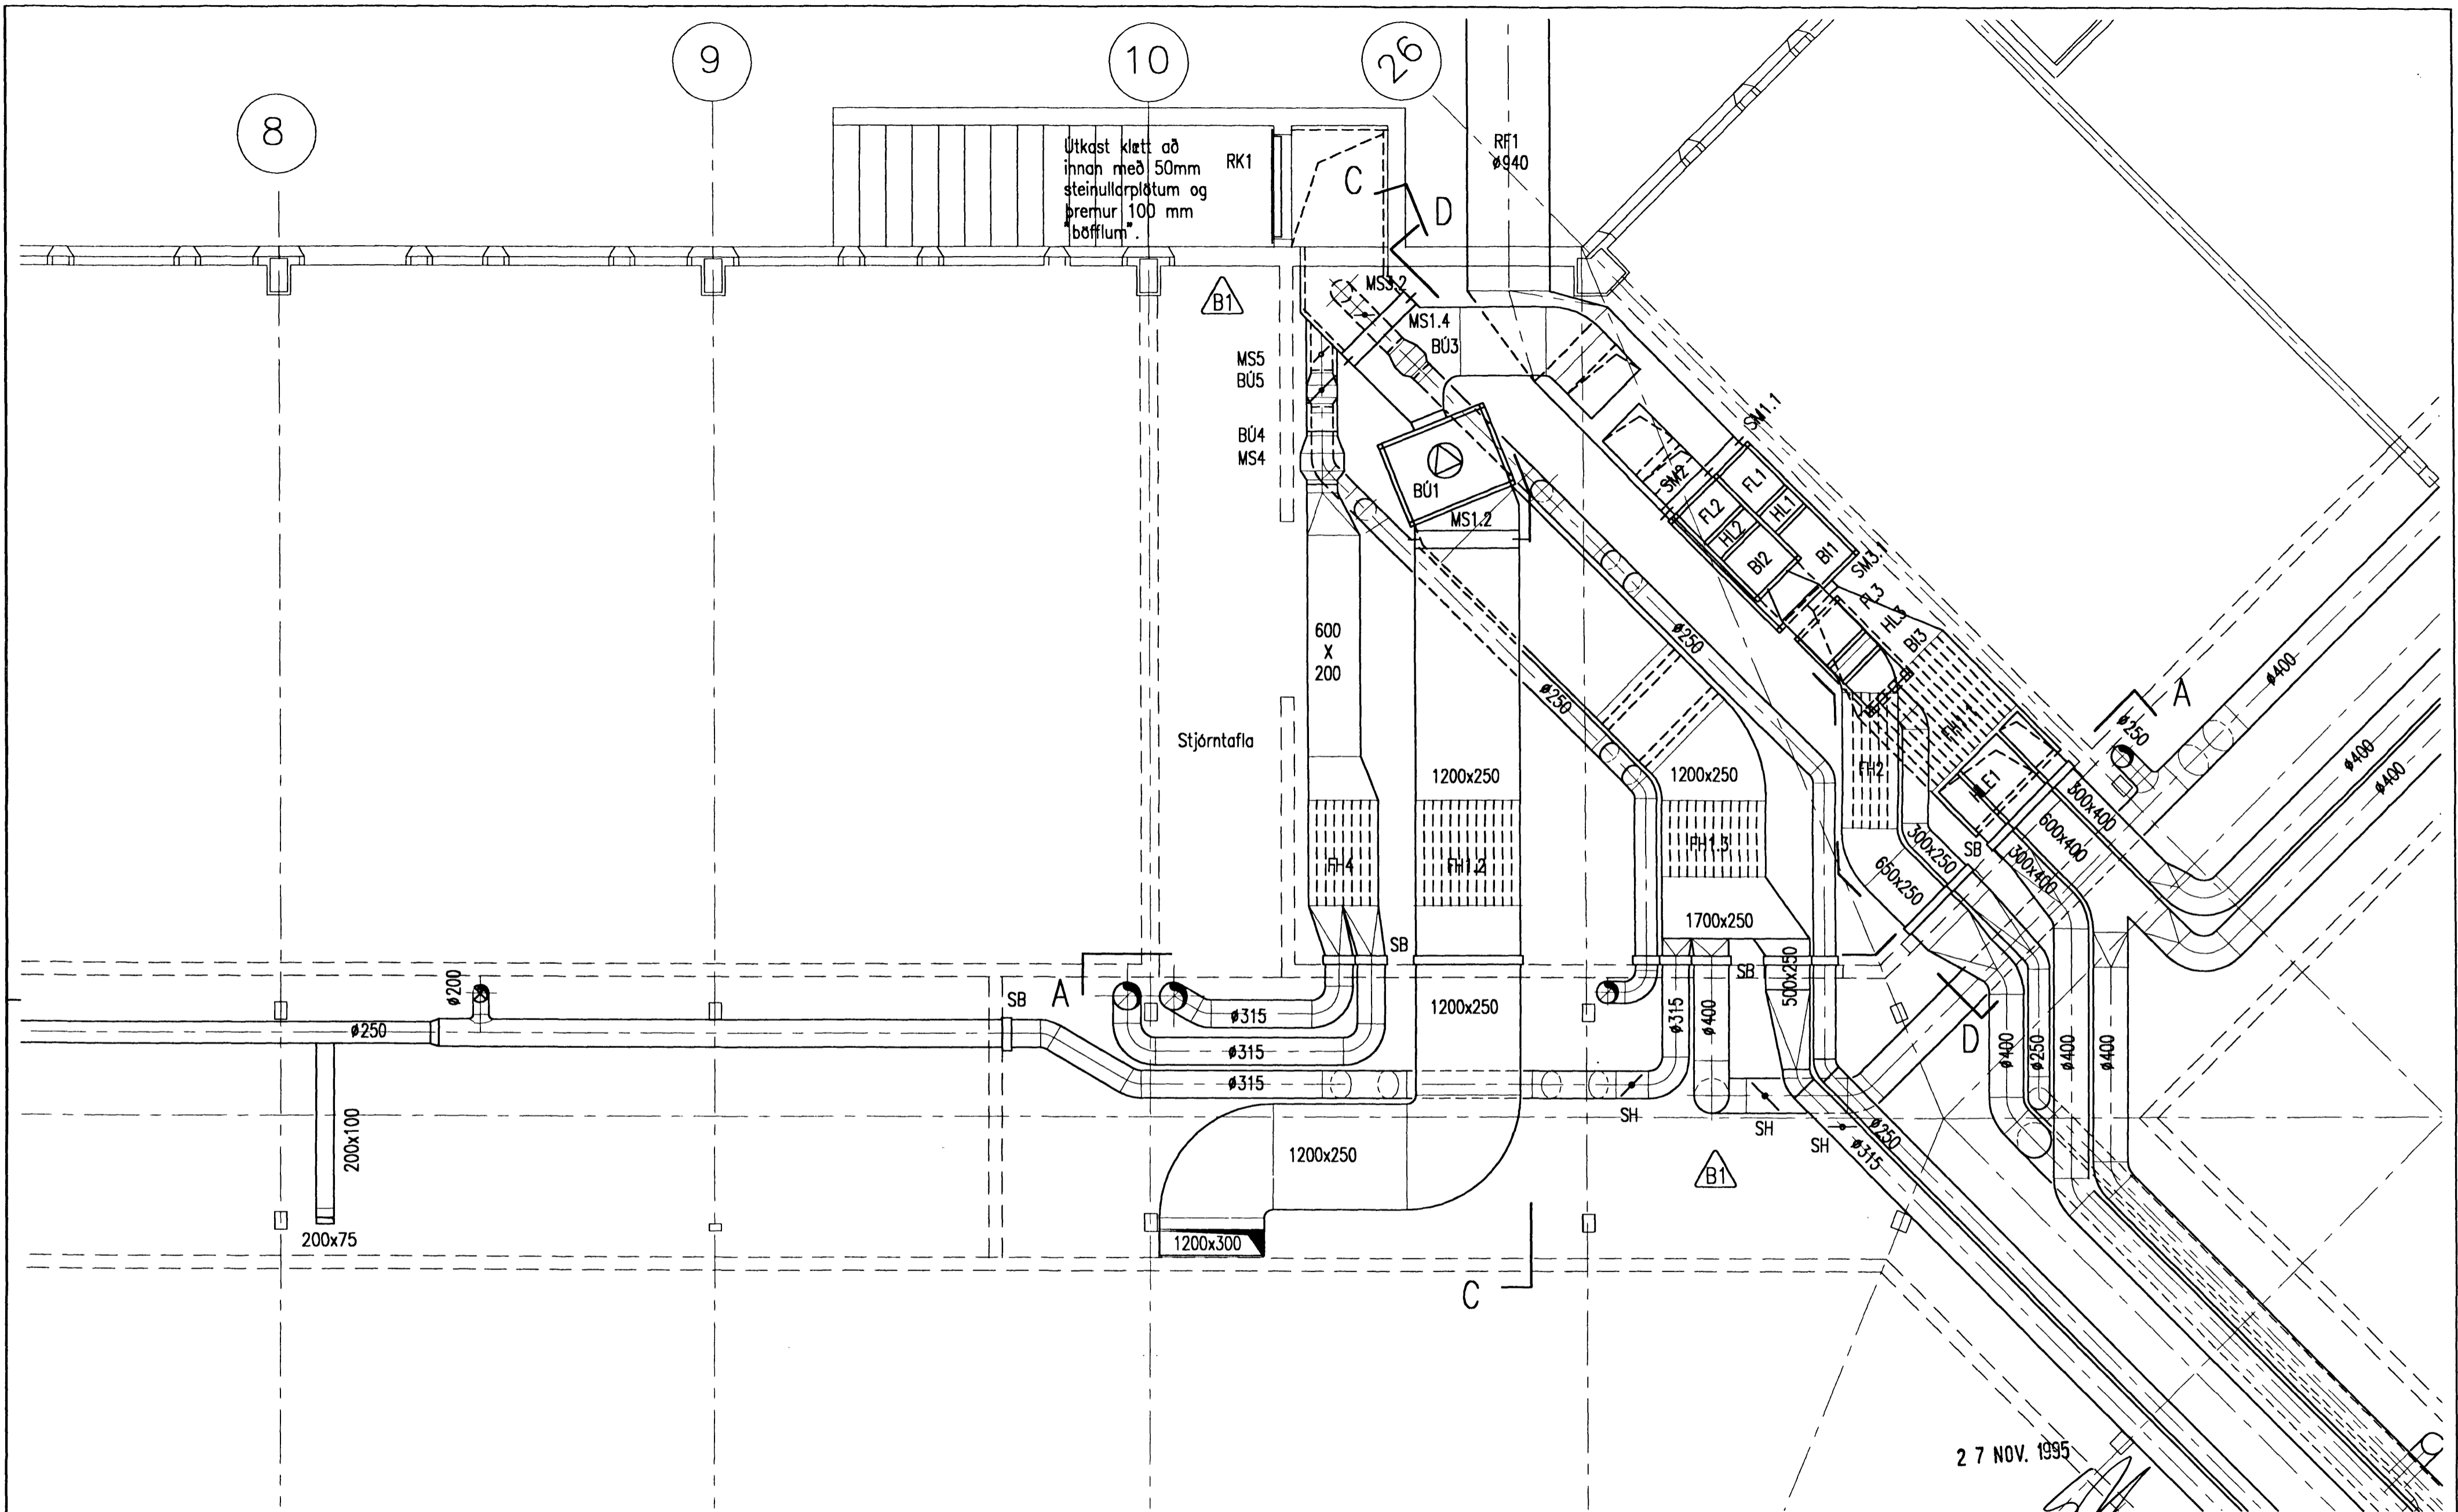 8
9
10
26
Útkast klætt að
innan með 50mm
steinullarplötum og
þremur 100 mm
"böfflum".
RK1
RF1
ø940
C
D
B1
MS3.2
MS1.4
BÚ3
MS5
BÚ5
BÚ4
MS4
BÚ1
MS1.2
SM1.1
SM2
FL1
HL1
BI1
FL2
HL2
BI2
SM3.1
FL3
HL3
BI3
600
X
200
ø250
ø250
ø400
A
ø250
Stjórntafla
1200x250
1200x250
FH2
FH1.1
HLE1
ø400
ø400
300x400
600x400
300x400
SB
300x250
650x250
FH4
FH1.2
FH1.3
1700x250
SB
SB
500x250
ø200
SB
A
ø250
ø315
ø315
ø315
1200x250
ø315
ø400
D
ø400
ø250
ø400
ø400
SH
SH
SH
ø250
ø315
200x100
200x75
1200x250
B1
1200x300
C
27 NOV. 1995